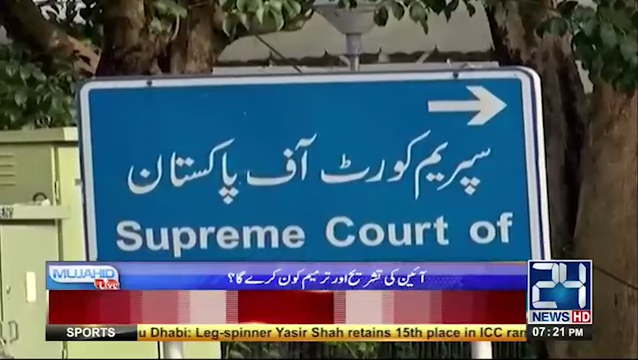 سپریم کورٹ آف پاکستان
Supreme Court of
MUJAHID Live
آئین کی تشریح اور ترمیم کون کرے گا؟
24 NEWS HD
SPORTS
u Dhabi: Leg-spinner Yasir Shah retains 15th place in ICC ran
07:21 PM